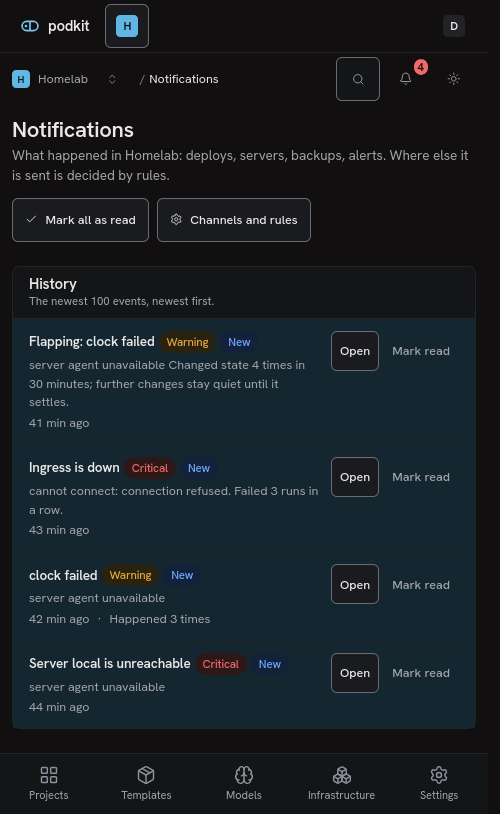 podkit H D
H Homelab / Notifications 4
Notifications
What happened in Homelab: deploys, servers, backups, alerts. Where else it
is sent is decided by rules.
Mark all as read Channels and rules
History
The newest 100 events, newest first.
Flapping: clock failed Warning New Open Mark read
server agent unavailable Changed state 4 times in
30 minutes; further changes stay quiet until it
settles.
41 min ago
Ingress is down Critical New Open Mark read
cannot connect: connection refused. Failed 3 runs in
a row.
43 min ago
clock failed Warning New Open Mark read
server agent unavailable
42 min ago · Happened 3 times
Server local is unreachable Critical New Open Mark read
server agent unavailable
44 min ago
Projects Templates Models Infrastructure Settings